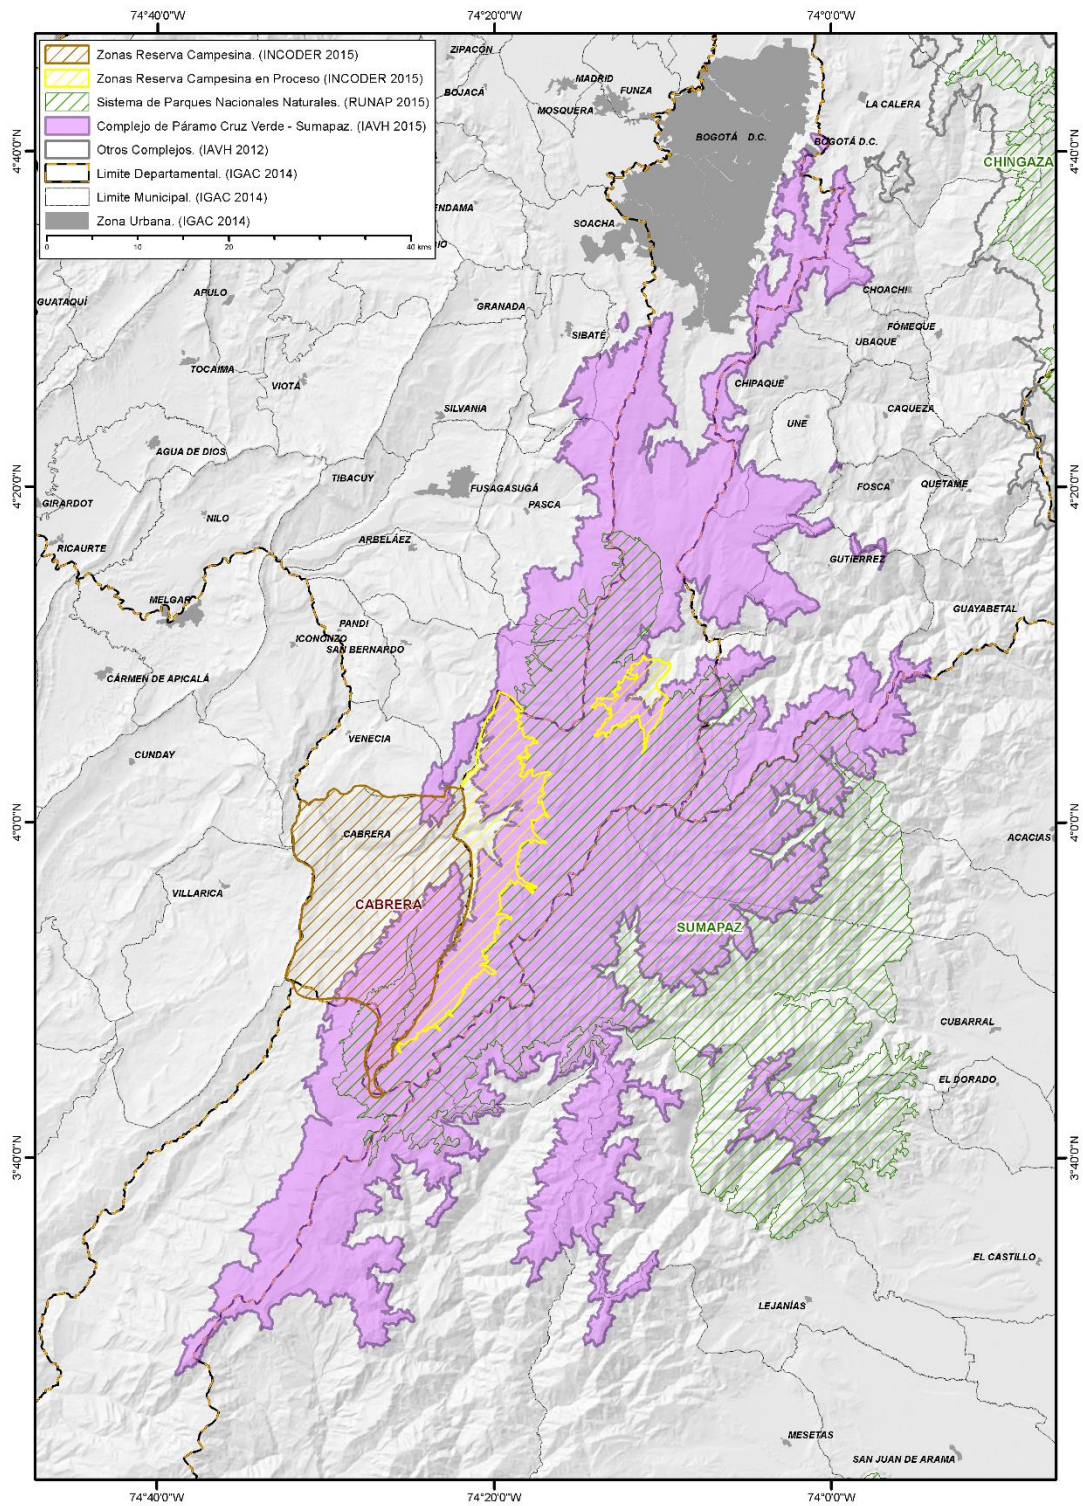 74°40'0"W
74°20'0"W
74°0'0"W
Zonas Reserva Campesina. (INCODER 2015)
Zonas Reserva Campesina en Proceso (INCODER 2015)
Sistema de Parques Nacionales Naturales. (RUNAP 2015)
Complejo de Páramo Cruz Verde - Sumapaz. (IAVH 2015)
Otros Complejos. (IAVH 2012)
Limite Departamental. (IGAC 2014)
Limite Municipal. (IGAC 2014)
Zona Urbana. (IGAC 2014)
0
20
40 kms
ZIPACÓN
MADRID
BOJACÁ
FUNZA
MOSQUERA
LA CALERA
BOGOTÁ D.C.
BOGOTÁ D.C.
4°40'0"N
4°40'0"N
CHINGAZA
ENDAMA
SOACHA
RIO
APULO
GUATAQUÍ
CHOACHI
GRANADA
SIBATÉ
FÓMEQUE
UBAQUE
TOCAIMA
VIOTÁ
CHIPAQUE
SILVANIA
CAQUEZA
UNE
AGUA DE DIOS
TIBACUY
FUSAGASUGÁ
FOSCA
QUETAME
4°20'0"N
4°20'0"N
GIRARDOT
PASCA
NILO
ARBELÁEZ
RICAURTE
GUTIERREZ
MELGAR
GUAYABETAL
PANDI
ICONONZO
SAN BERNARDO
CÁRMEN DE APICALÁ
VENECIA
CUNDAY
4°0'0"N
4°0'0"N
CABRERA
ACACIAS
VILLARICA
CABRERA
SUMAPAZ
CUBARRAL
EL DORADO
3°40'0"N
3°40'0"N
EL CASTILLO
LEJANÍAS
MESETAS
SAN JUAN DE ARAMA
74°40'0"W
74°20'0"W
74°0'0"W